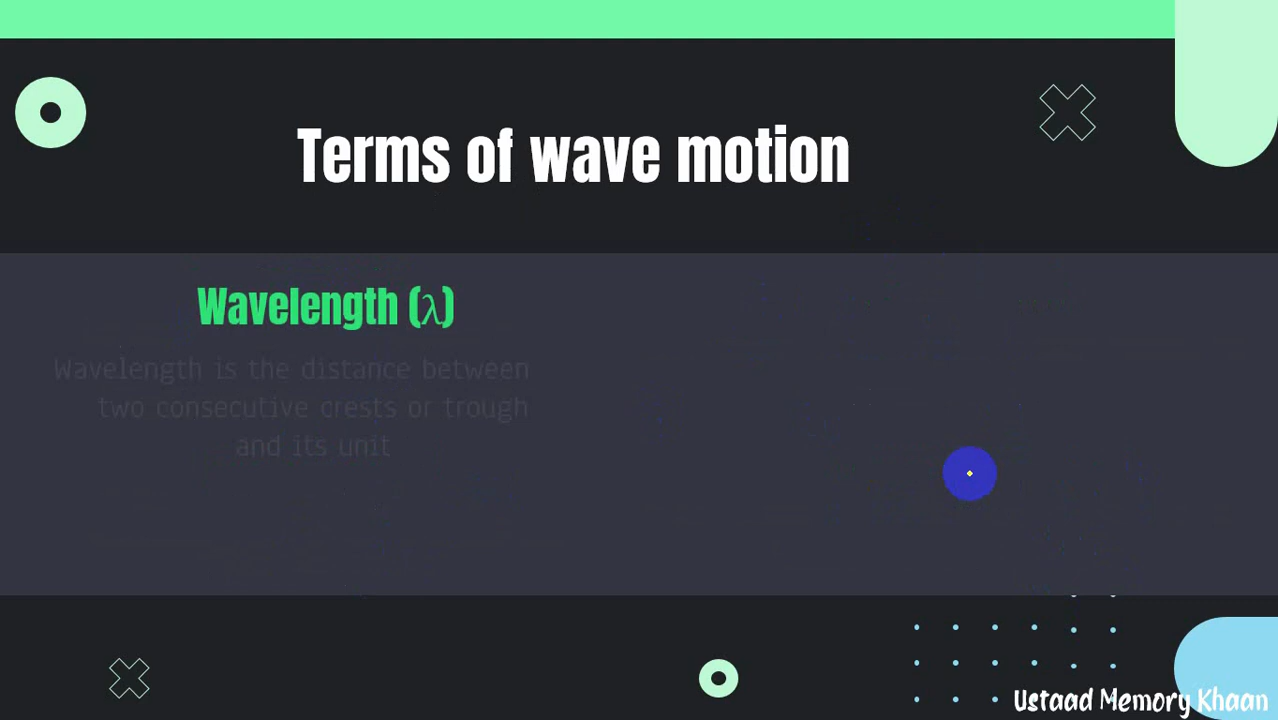 Terms of wave motion
Wavelength (λ)
Wavelength is the distance between
two consecutive crests or trough
and its unit
Ustaad Memory Khaan